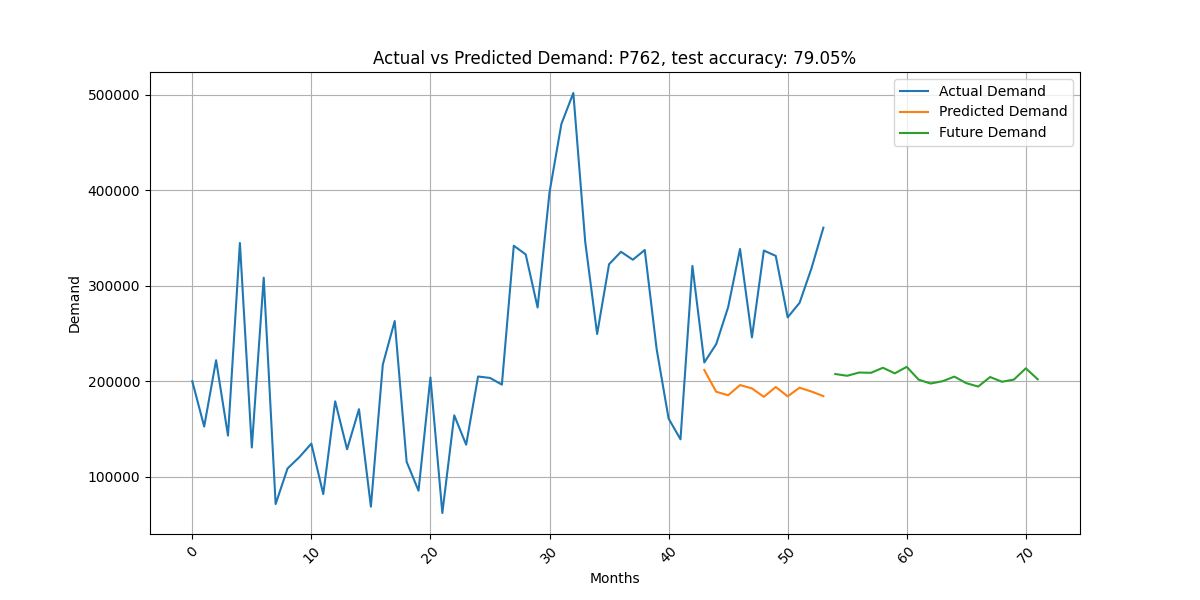 Actual vs Predicted Demand: P762, test accuracy: 79.05%
Actual Demand
Predicted Demand
Future Demand
500000
400000
300000
200000
100000
Demand
0
10
20
30
40
50
60
70
Months